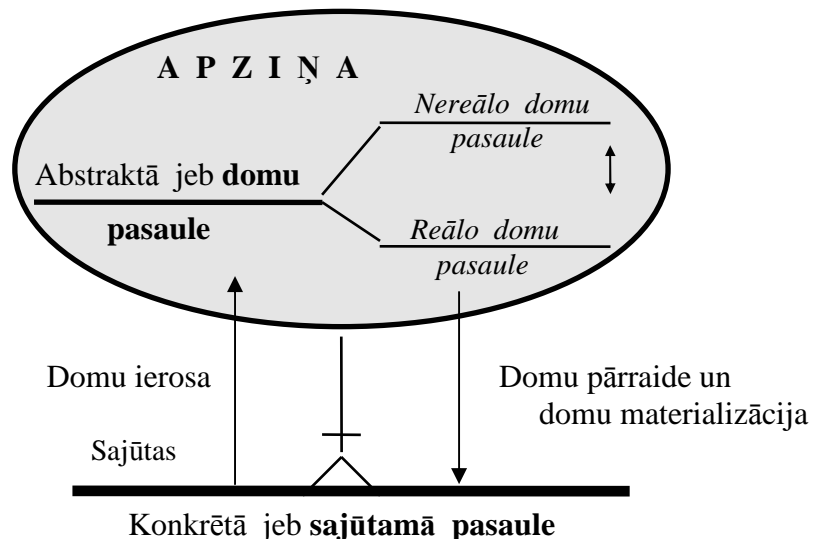 A P Z I Ņ A
Nereālo domu
pasaule
Abstraktā jeb domu
pasaule
Reālo domu
pasaule
Domu ierosa
Domu pārraide un
domu materializācija
Sajūtas
Konkrētā jeb sajūtamā pasaule